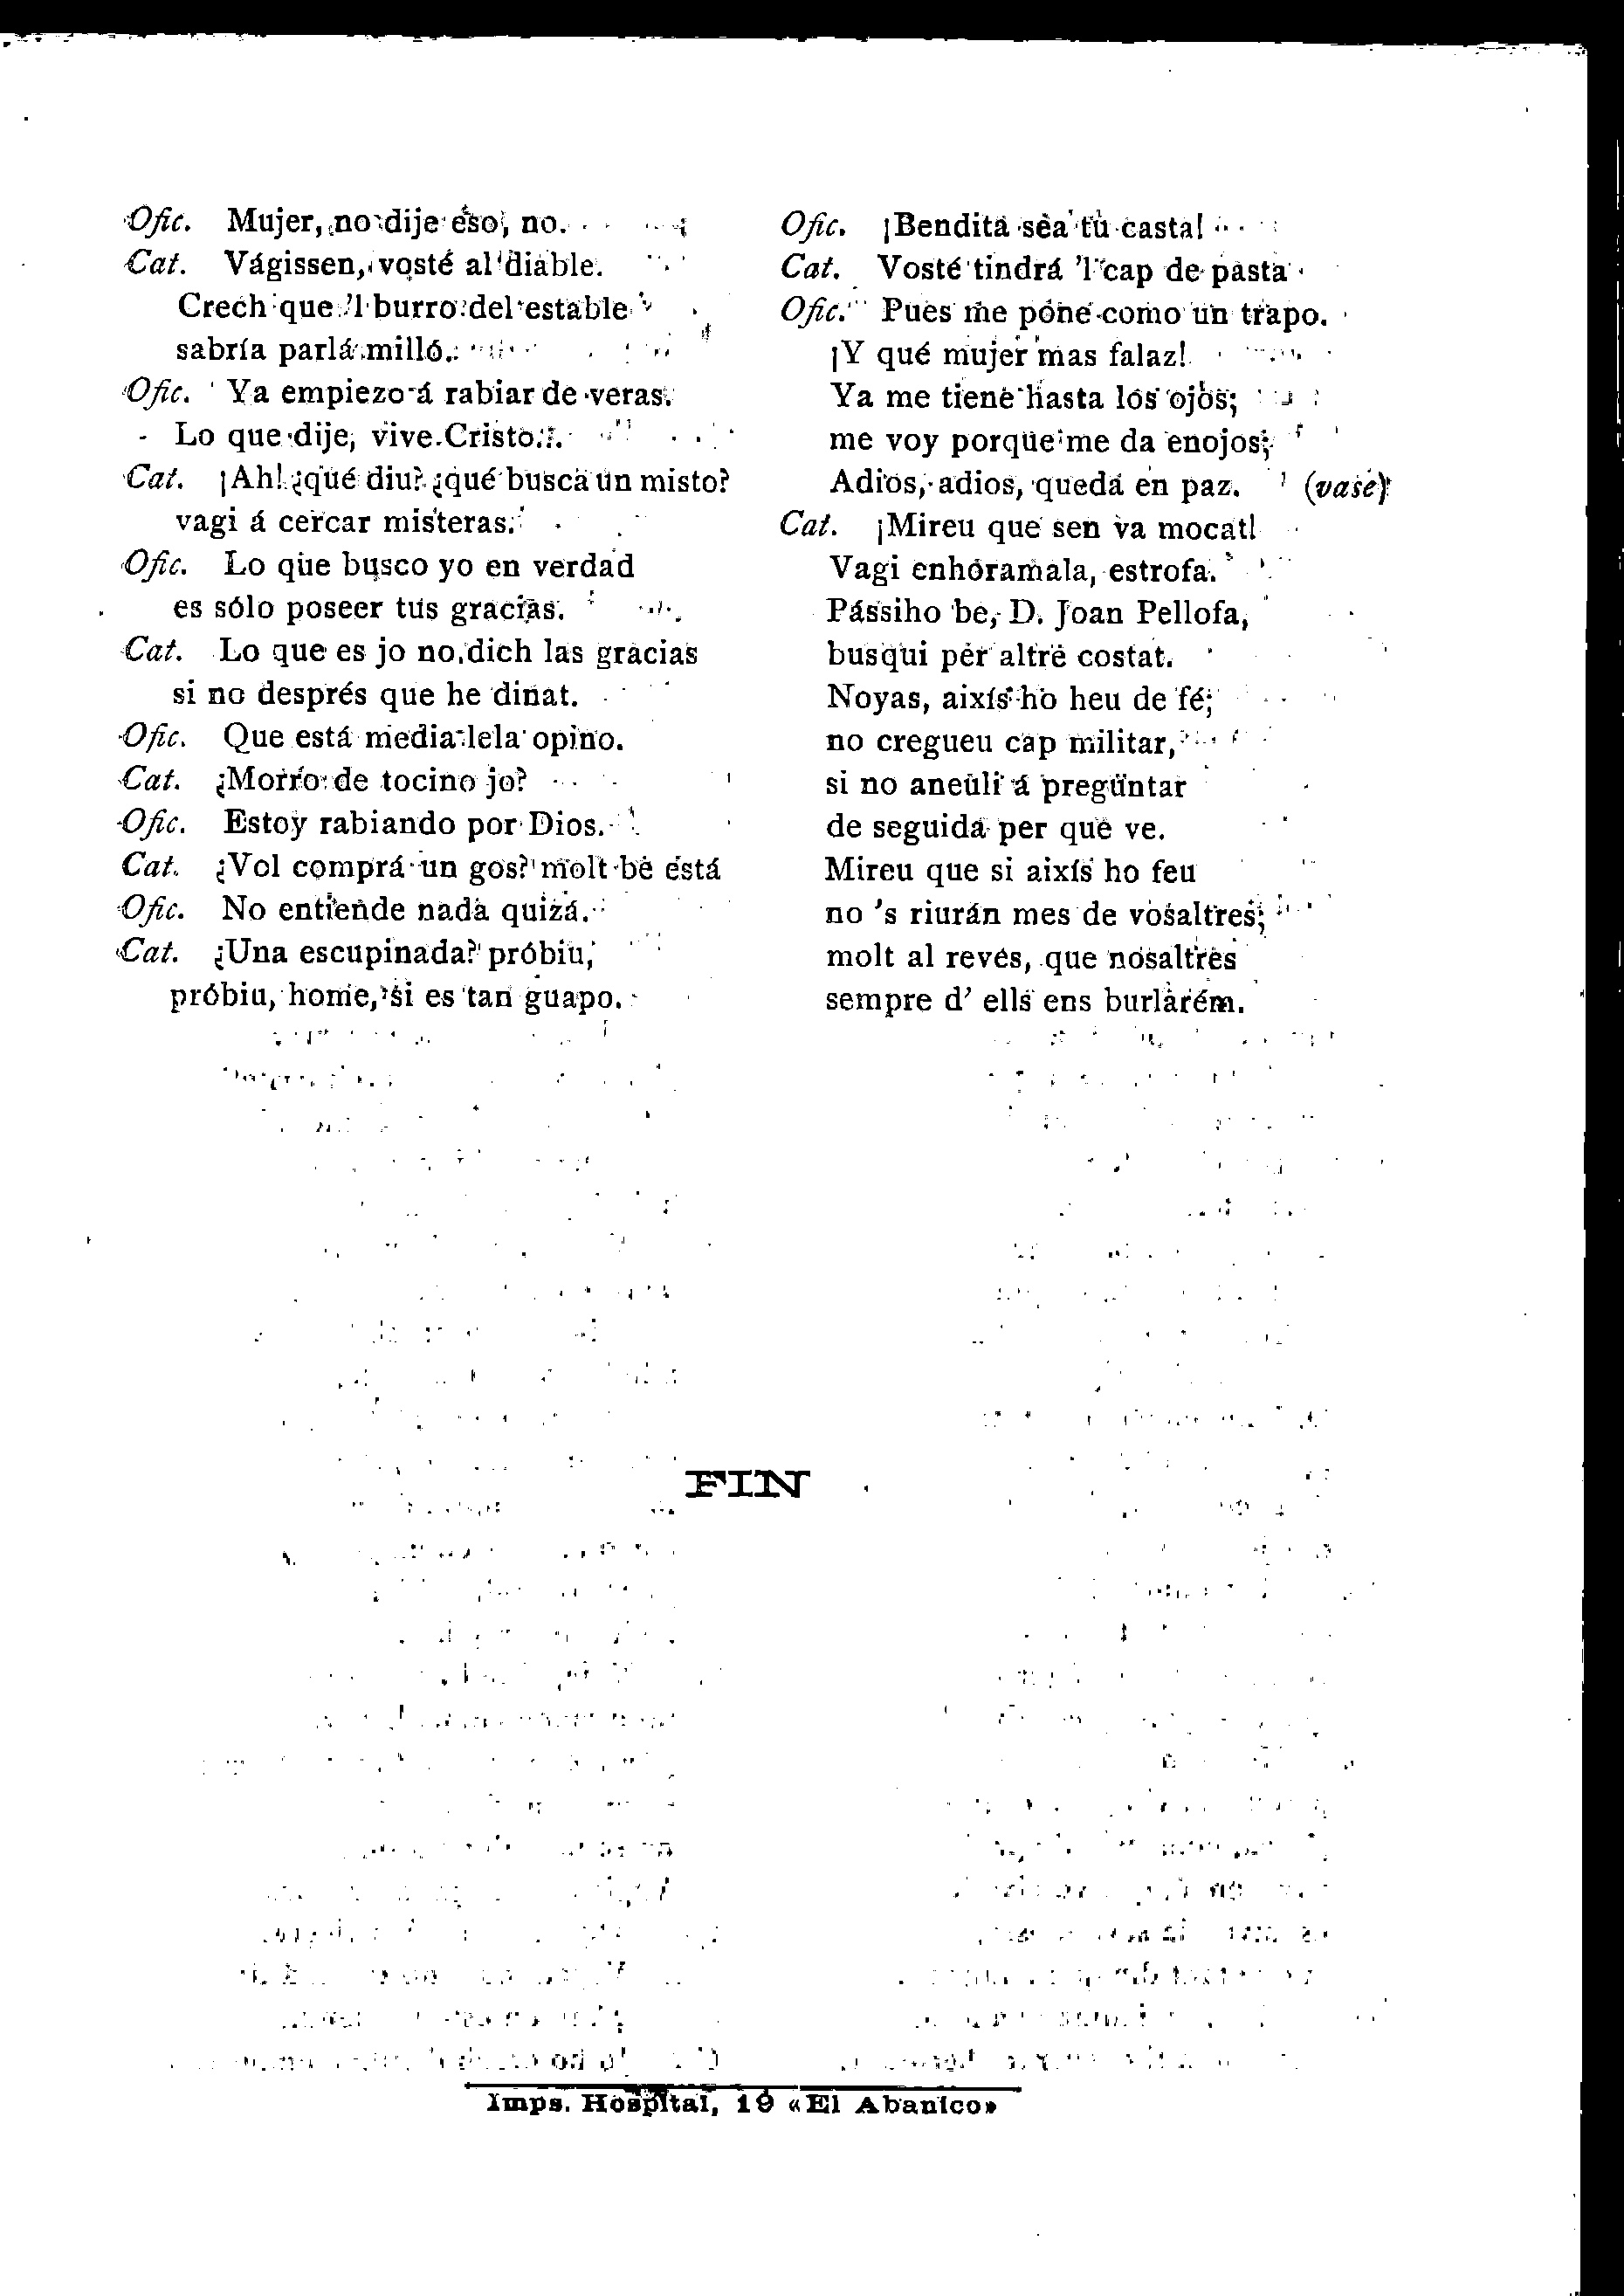 Ofic. Mujer, no dije eso, no.
Cat. Vágissen, vosté al diable.
Crech que 'l burro del estable
sabría parlá milló.
Ofic. Ya empiezo á rabiar de veras.
Lo que dije, vive Cristo...
Cat. ¡Ah! ¿qué diu? ¿qué busca un misto?
vagi á cercar misteras.
Ofic. Lo que busco yo en verdad
es sólo poseer tus gracias.
Cat. Lo que es jo no dich las gracias
si no després que he dinat.
Ofic. Que está media lela opino.
Cat. ¿Morro de tocino jo?
Ofic. Estoy rabiando por Dios.
Cat. ¿Vol comprá un gos? molt be está
Ofic. No entiende nada quizá.
Cat. ¿Una escupinada? próbiu,
próbiu, home, si es tan guapo.
Ofic. ¡Bendita sea tu casta!
Cat. Vosté tindrá 'l cap de pasta
Ofic. Pues me pone como un trapo.
¡Y qué mujer mas falaz!
Ya me tiene hasta los ojos;
me voy porque me da enojos;
Adios, adios, queda en paz. (vase)
Cat. ¡Mireu que sen va mocat!
Vagi enhoramala, estrofa.
Pássiho be, D. Joan Pellofa,
busqui per altre costat.
Noyas, aixís ho heu de fé;
no cregueu cap militar,
si no aneuli á preguntar
de seguida per que ve.
Mireu que si aixís ho feu
no 's riurán mes de vosaltres;
molt al revés, que nosaltres
sempre d' ells ens burlarém.
FIN
Imps. Hospital, 19 «El Abanico»